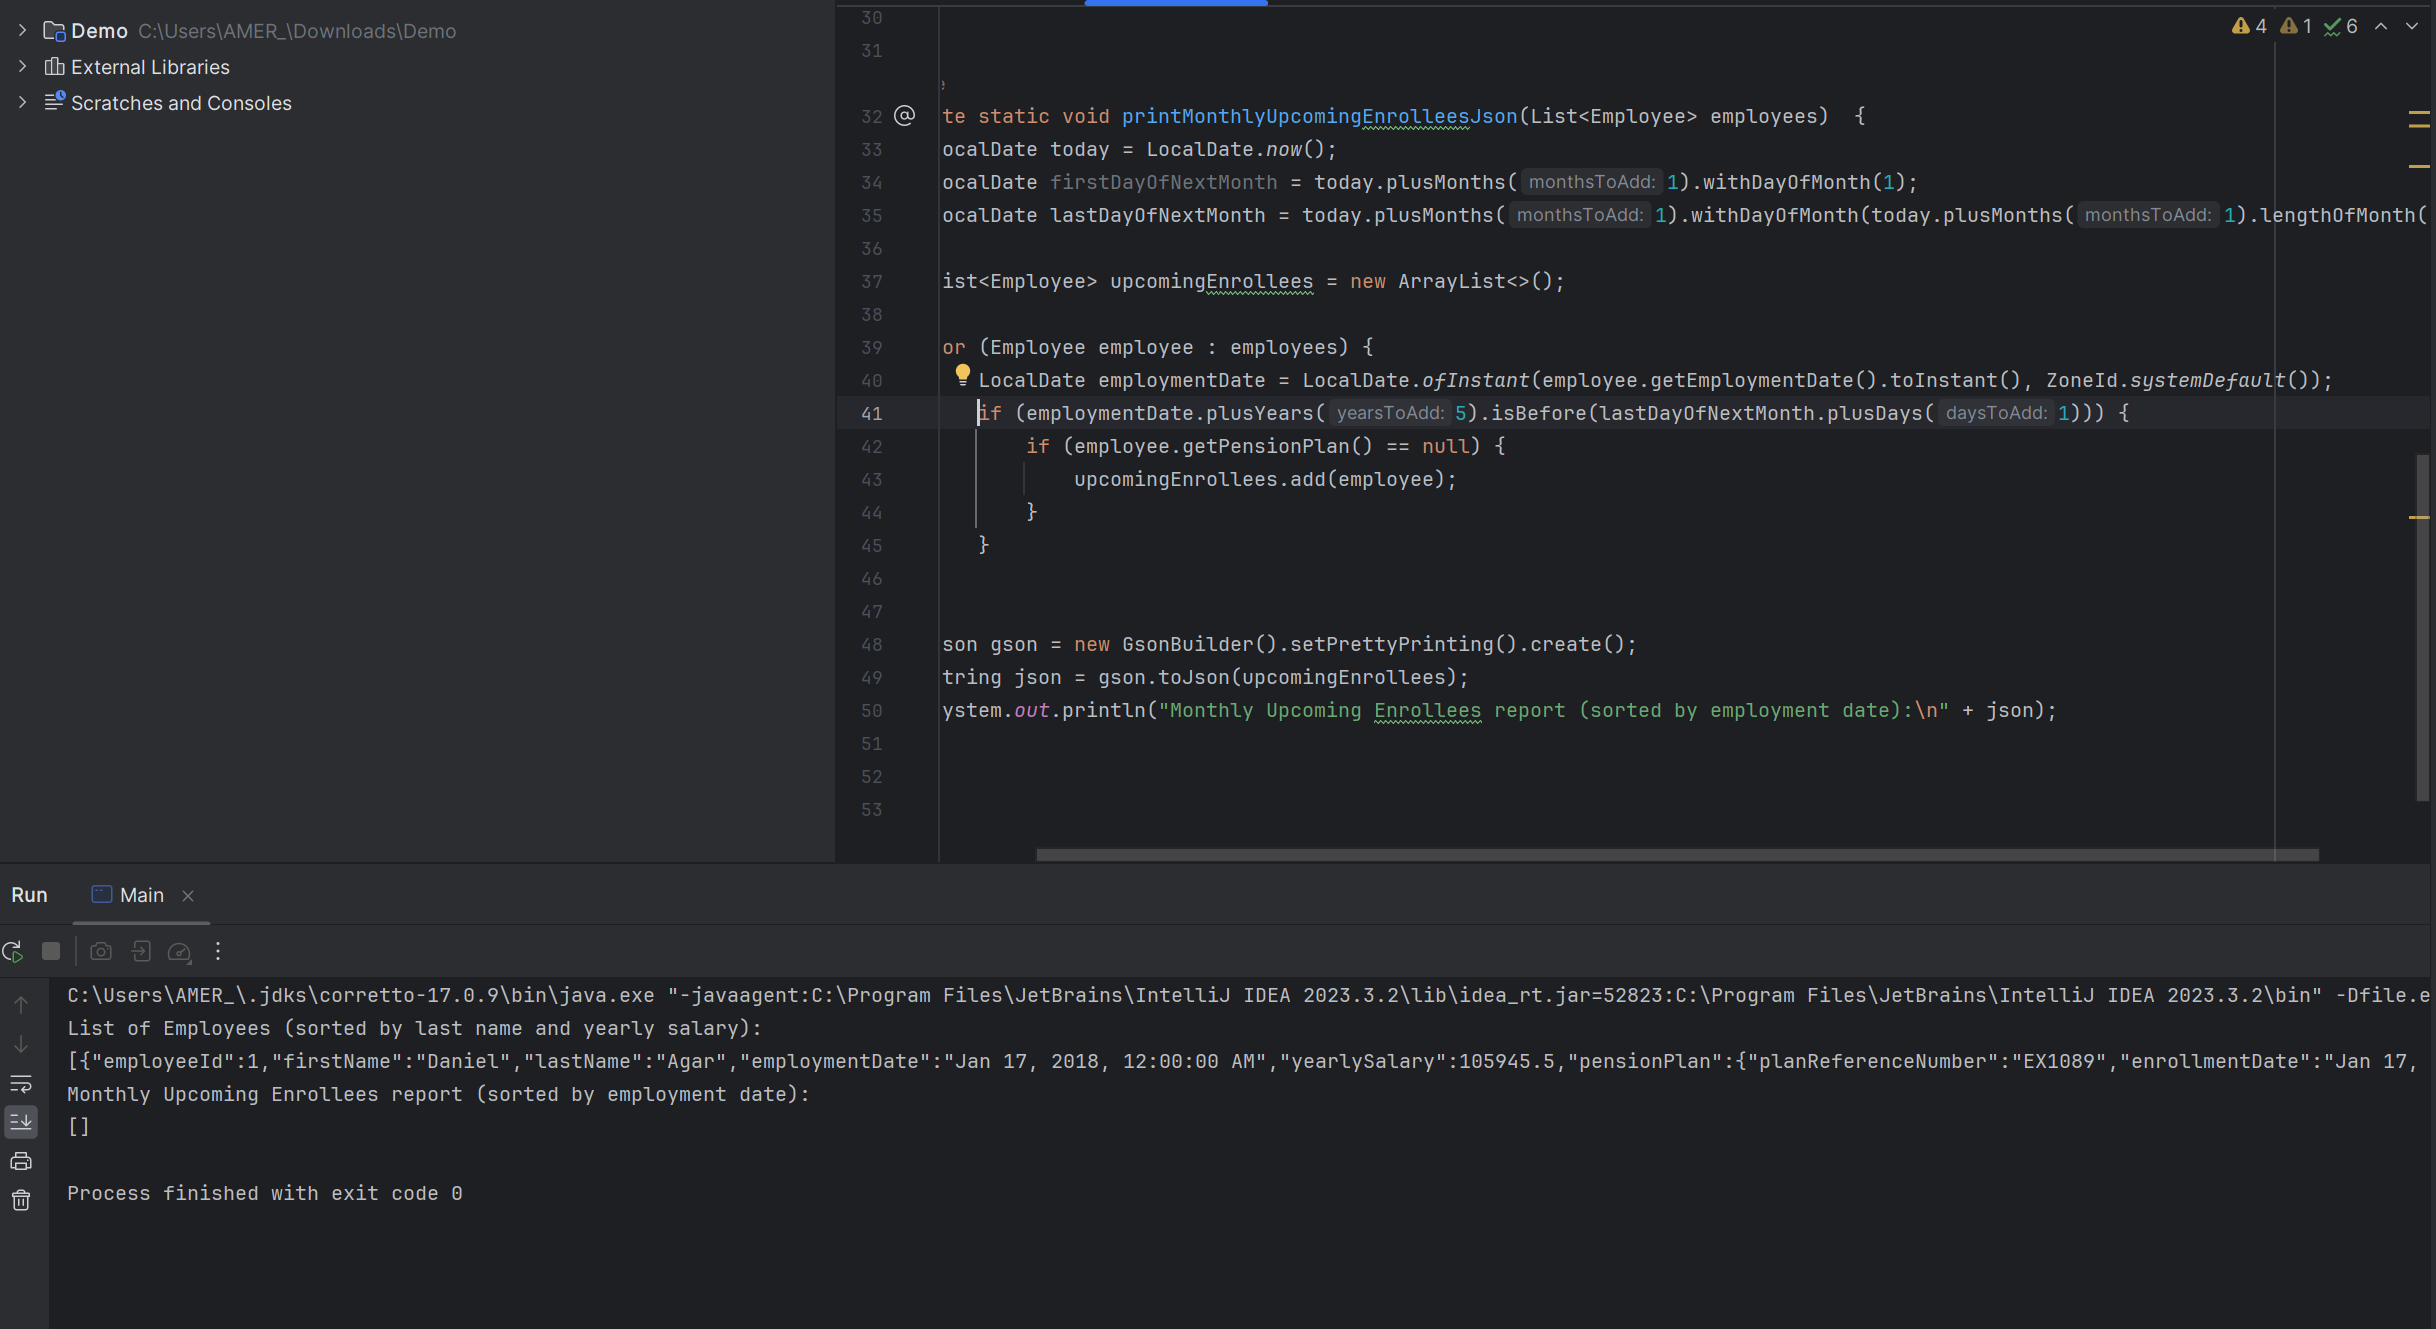 Demo C:\Users\AMER_\Downloads\Demo
External Libraries
Scratches and Consoles
4 1 6
30
31
32 te static void printMonthlyUpcomingEnrolleesJson(List<Employee> employees)  {
33 ocalDate today = LocalDate.now();
34 ocalDate firstDayOfNextMonth = today.plusMonths( monthsToAdd: 1).withDayOfMonth(1);
35 ocalDate lastDayOfNextMonth = today.plusMonths( monthsToAdd: 1).withDayOfMonth(today.plusMonths( monthsToAdd: 1).lengthOfMonth(
36
37 ist<Employee> upcomingEnrollees = new ArrayList<>();
38
39 or (Employee employee : employees) {
40 LocalDate employmentDate = LocalDate.ofInstant(employee.getEmploymentDate().toInstant(), ZoneId.systemDefault());
41 if (employmentDate.plusYears( yearsToAdd: 5).isBefore(lastDayOfNextMonth.plusDays( daysToAdd: 1))) {
42 if (employee.getPensionPlan() == null) {
43 upcomingEnrollees.add(employee);
44 }
45 }
46
47
48 son gson = new GsonBuilder().setPrettyPrinting().create();
49 tring json = gson.toJson(upcomingEnrollees);
50 ystem.out.println("Monthly Upcoming Enrollees report (sorted by employment date):\n" + json);
51
52
53
Run Main
C:\Users\AMER_\.jdks\corretto-17.0.9\bin\java.exe "-javaagent:C:\Program Files\JetBrains\IntelliJ IDEA 2023.3.2\lib\idea_rt.jar=52823:C:\Program Files\JetBrains\IntelliJ IDEA 2023.3.2\bin" -Dfile.e
List of Employees (sorted by last name and yearly salary):
[{"employeeId":1,"firstName":"Daniel","lastName":"Agar","employmentDate":"Jan 17, 2018, 12:00:00 AM","yearlySalary":105945.5,"pensionPlan":{"planReferenceNumber":"EX1089","enrollmentDate":"Jan 17,
Monthly Upcoming Enrollees report (sorted by employment date):
[]
Process finished with exit code 0